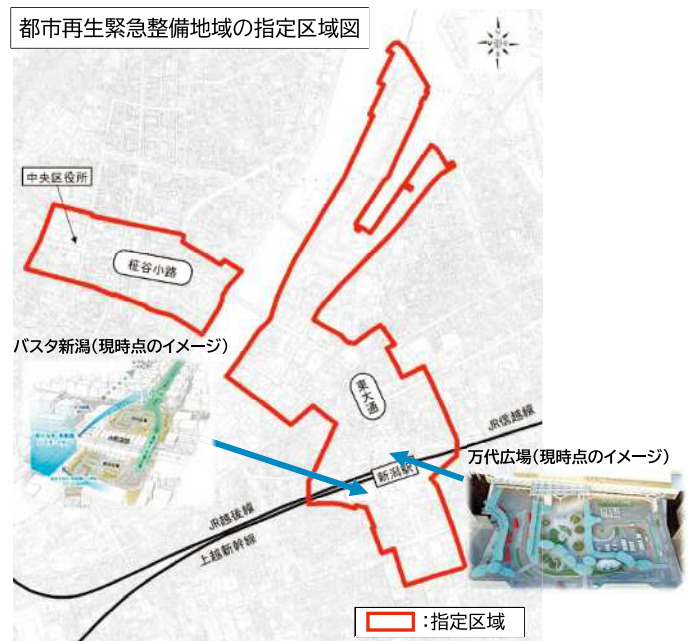 都市再生緊急整備地域の指定区域図
中央区役所
柾谷小路
バスタ新潟(現時点のイメージ)
東大通
JR信越線
万代広場(現時点のイメージ)
新潟駅
JR越後線
上越新幹線
:指定区域